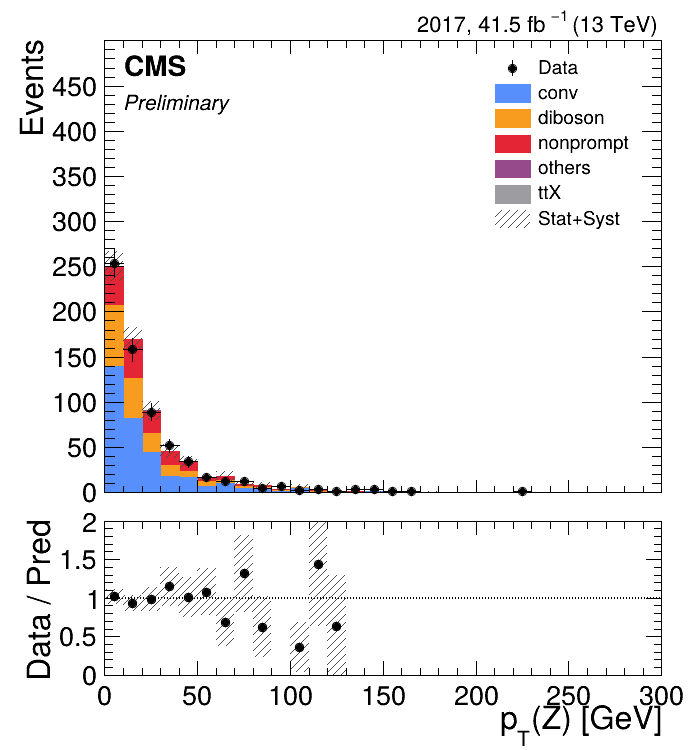 2017, 41.5 fb⁻¹ (13 TeV)
Events
CMS
Preliminary
Data
conv
diboson
nonprompt
others
ttX
Stat+Syst
450
400
350
300
250
200
150
100
50
0
Data / Pred
2
1.5
1
0.5
0
0 50 100 150 200 250 300
p_T(Z) [GeV]